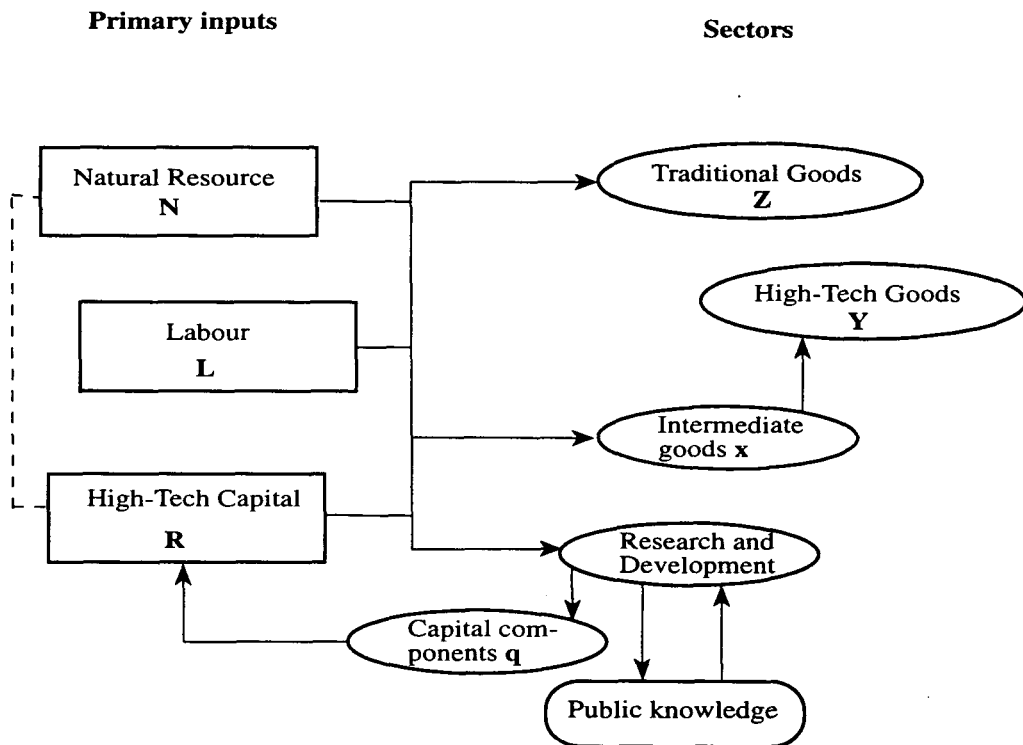 Primary inputs
Sectors
Natural Resource
N
Traditional Goods
Z
High-Tech Goods
Y
Labour
L
Intermediate
goods x
High-Tech Capital
R
Research and
Development
Capital com-
ponents q
Public knowledge